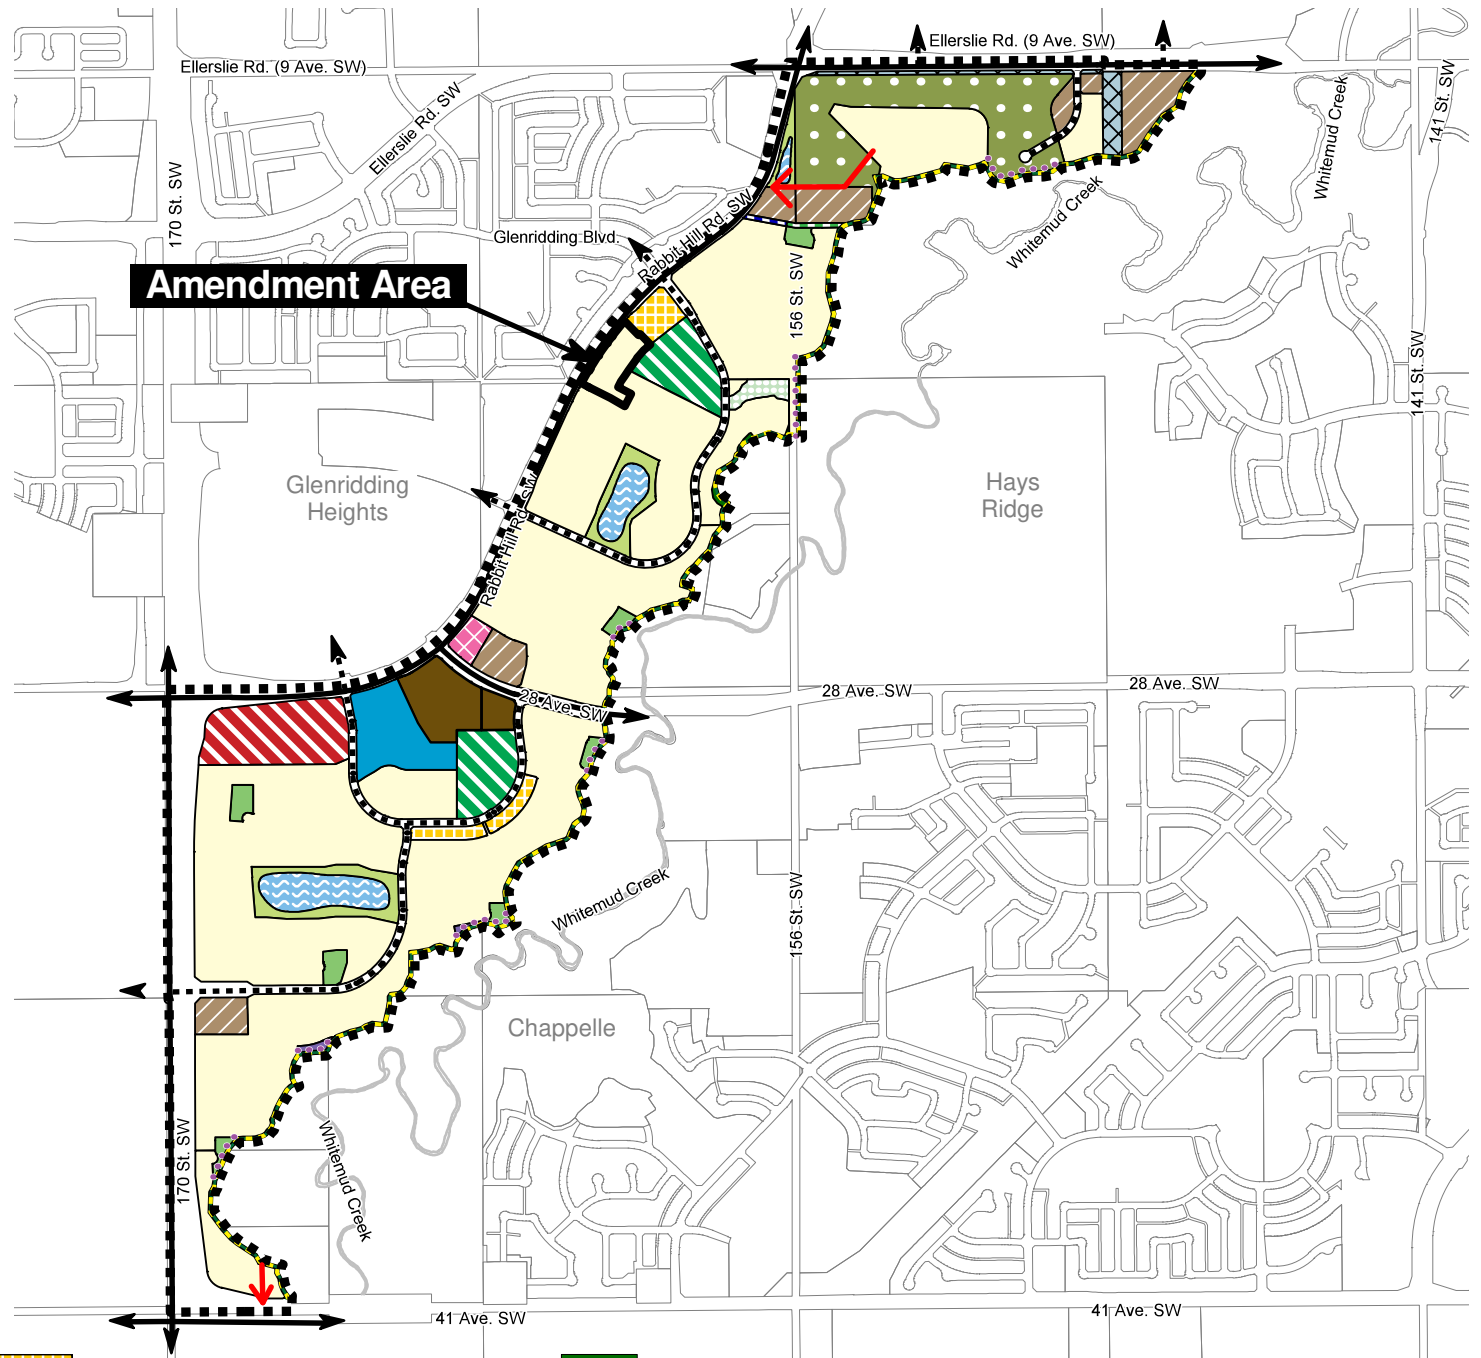 Ellerslie Rd. (9 Ave. SW)
Ellerslie Rd. (9 Ave. SW)
Ellerslie Rd. SW
141 St. SW
Whitemud Creek
170 St. SW
Rabbit Hill Rd. SW
Glenridding Blvd.
Whitemud Creek
Amendment Area
156 St. SW
141 St. SW
Glenridding
Heights
Hays
Ridge
Rabbit Hill Rd. SW
28 Ave. SW
28 Ave. SW
28 Ave. SW
Whitemud Creek
156 St. SW
Chappelle
170 St. SW
Whitemud Creek
41 Ave. SW
41 Ave. SW